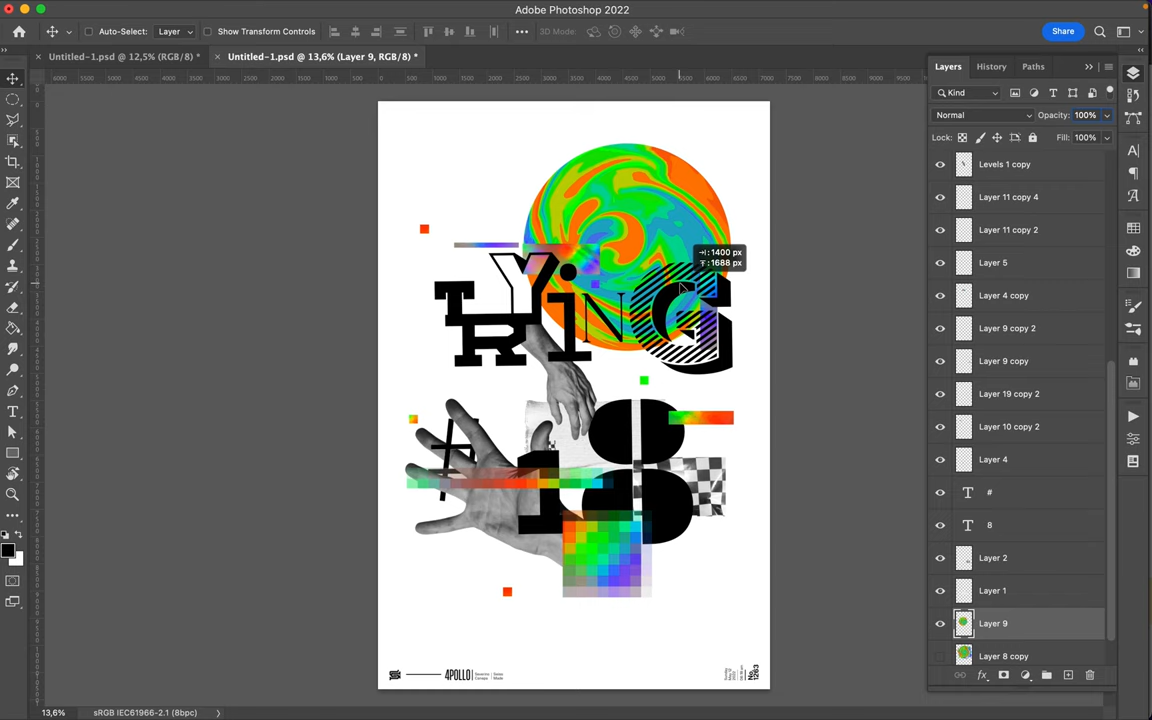 Adobe Photoshop 2022
Auto-Select: Layer Show Transform Controls 3D Mode: Share
Untitled-1.psd @ 12,5% (RGB/8) * Untitled-1.psd @ 13,6% (Layer 9, RGB/8) *
Layers History Paths
Kind
Normal Opacity: 100%
Lock: Fill: 100%
Levels 1 copy
Layer 11 copy 4
Layer 11 copy 2
Layer 5
Layer 4 copy
Layer 9 copy 2
Layer 9 copy
Layer 19 copy 2
Layer 10 copy 2
Layer 4
T #
T 8
Layer 2
Layer 1
Layer 9
Layer 8 copy
1400 px
1688 px
TRYiNG
#18
4POLLO
No. 1263
13,6% sRGB IEC61966-2.1 (8bpc)